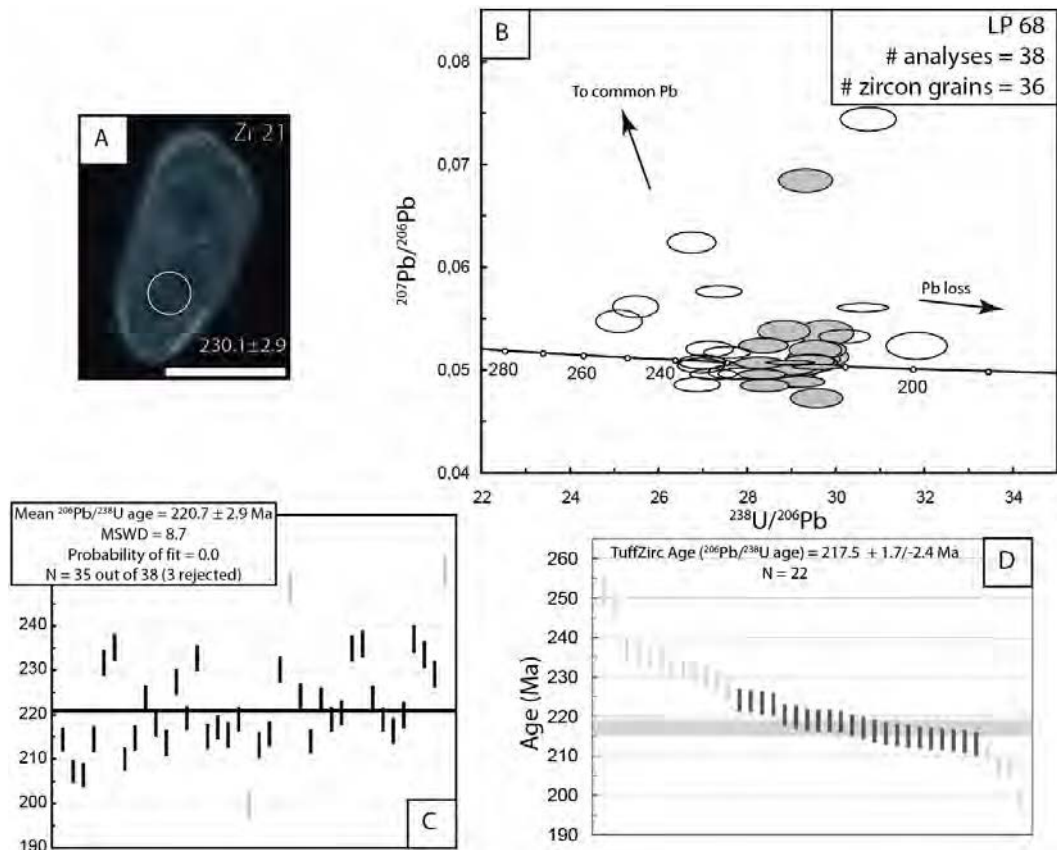 A
Zr 21
230.1±2.9
B
LP 68
# analyses = 38
# zircon grains = 36
To common Pb
Pb loss
0,08
0,07
0,06
0,05
0,04
²⁰⁷Pb/²⁰⁶Pb
280
260
240
200
22
24
26
28
30
32
34
²³⁸U/²⁰⁶Pb
Mean ²⁰⁶Pb/²³⁸U age = 220.7 ± 2.9 Ma
MSWD = 8.7
Probability of fit = 0.0
N = 35 out of 38 (3 rejected)
240
230
220
210
200
190
C
TuffZirc Age (²⁰⁶Pb/²³⁸U age) = 217.5 + 1.7/-2.4 Ma
N = 22
D
260
250
240
230
220
210
200
190
Age (Ma)